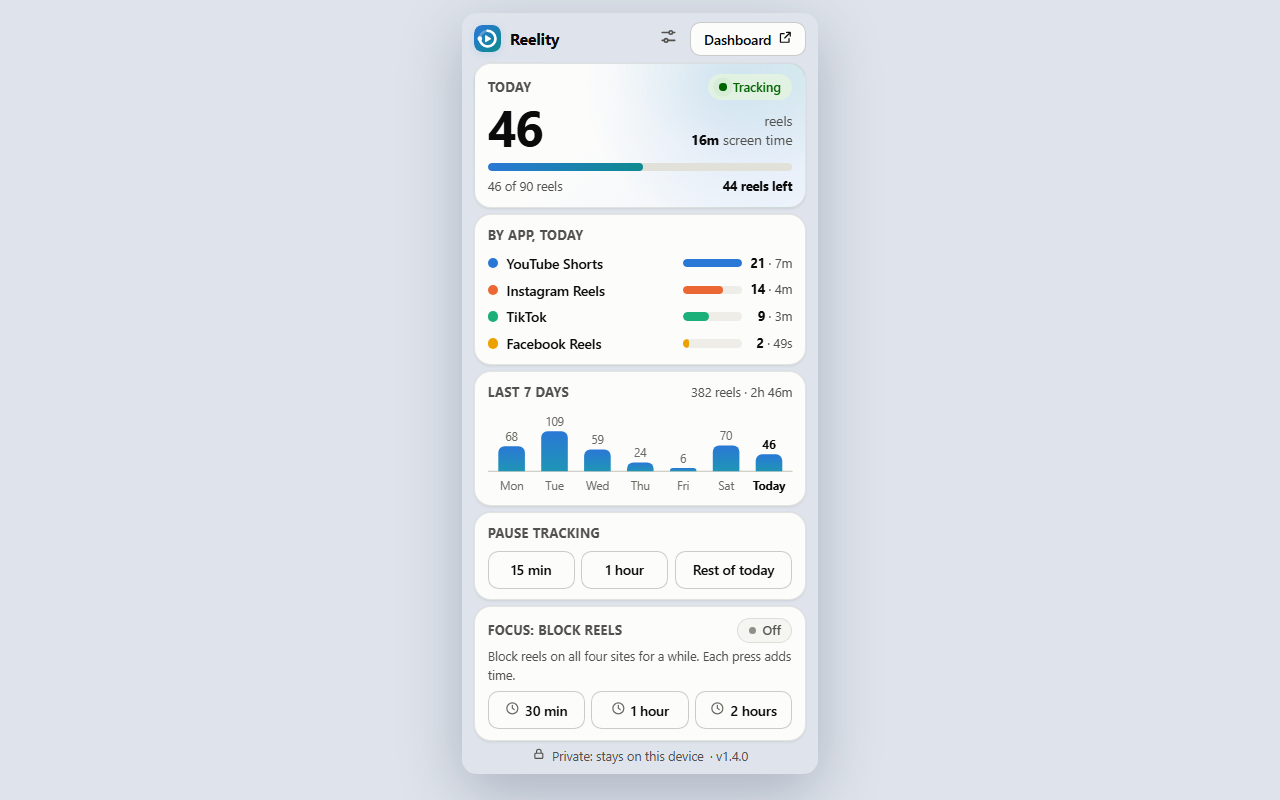 Reelity
Dashboard
TODAY
Tracking
46
reels
16m screen time
46 of 90 reels
44 reels left
BY APP, TODAY
YouTube Shorts
21 · 7m
Instagram Reels
14 · 4m
TikTok
9 · 3m
Facebook Reels
2 · 49s
LAST 7 DAYS
382 reels · 2h 46m
68
109
59
24
6
70
46
Mon
Tue
Wed
Thu
Fri
Sat
Today
PAUSE TRACKING
15 min
1 hour
Rest of today
FOCUS: BLOCK REELS
Off
Block reels on all four sites for a while. Each press adds
time.
30 min
1 hour
2 hours
Private: stays on this device · v1.4.0